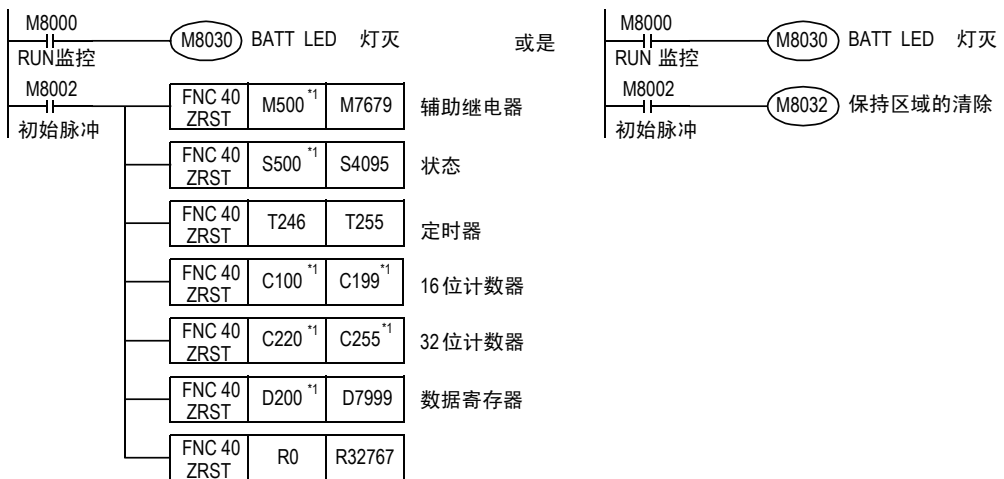 M8000
RUN监控
M8030 BATT LED 灯灭
M8002
初始脉冲
FNC 40 ZRST M500 *1 M7679 辅助继电器
FNC 40 ZRST S500 *1 S4095 状态
FNC 40 ZRST T246 T255 定时器
FNC 40 ZRST C100 *1 C199 *1 16位计数器
FNC 40 ZRST C220 *1 C255 *1 32位计数器
FNC 40 ZRST D200 *1 D7999 数据寄存器
FNC 40 ZRST R0 R32767
或是
M8000
RUN 监控
M8030 BATT LED 灯灭
M8002
初始脉冲
M8032 保持区域的清除